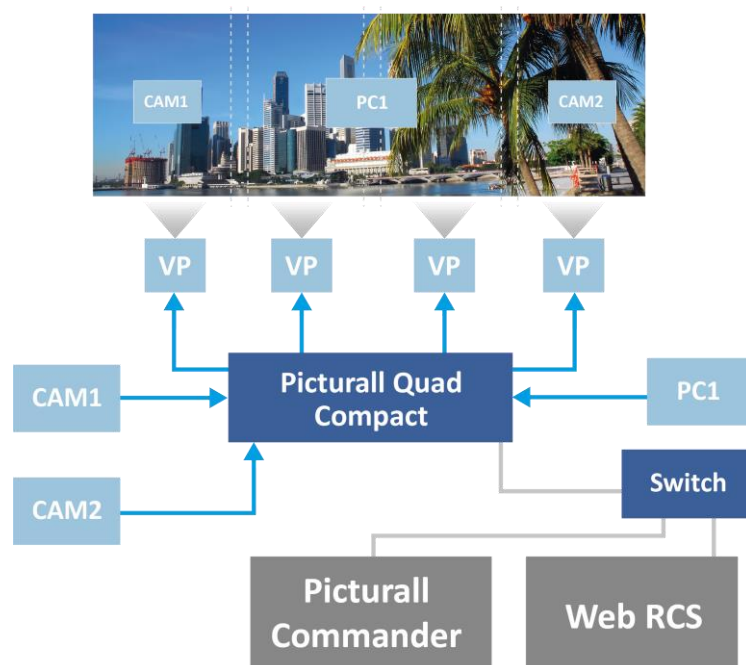 CAM1
PC1
CAM2
VP
VP
VP
VP
Picturall Quad
Compact
CAM1
PC1
CAM2
Switch
Picturall
Commander
Web RCS